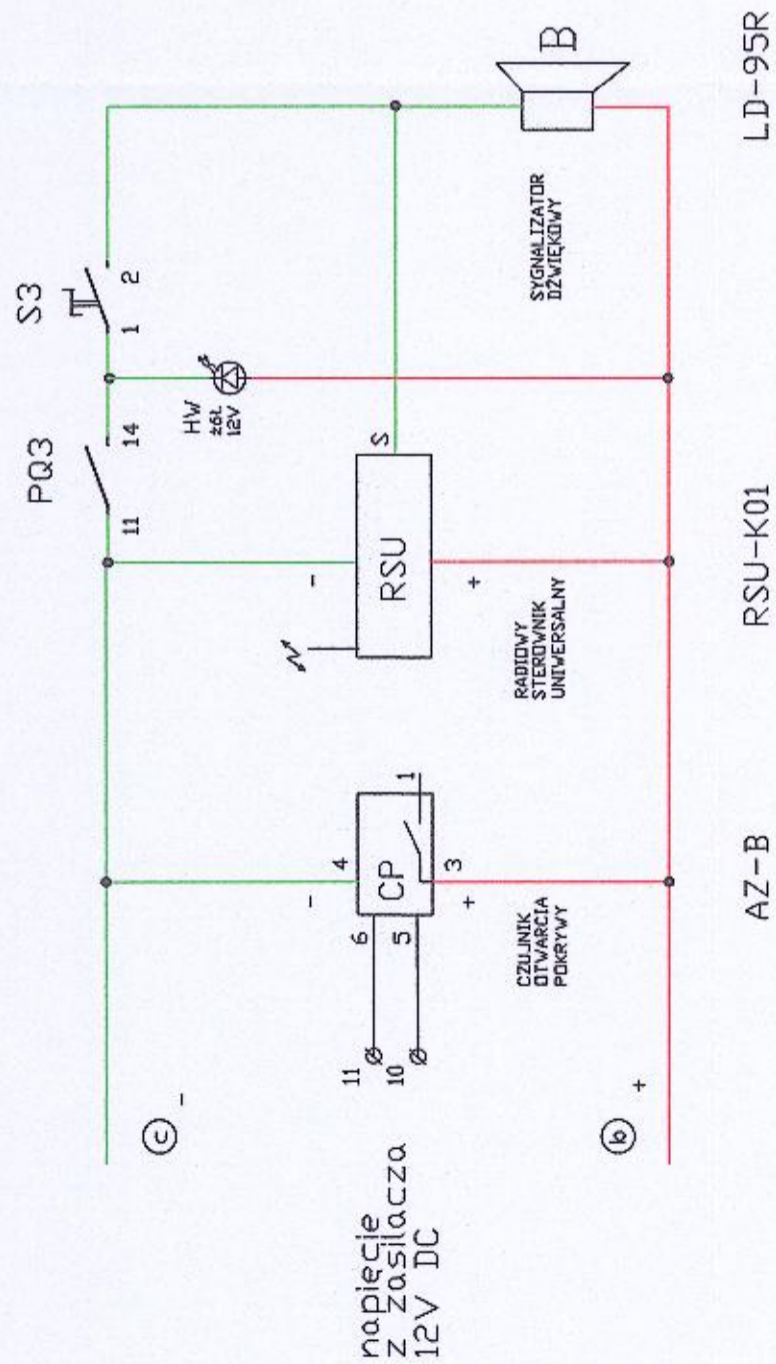 napięcie
z zasilacza
12V DC
c
-
b
+
11
10
6
5
4
-
CP
1
3
+
CZUJNIK
OTWARCIA
POKRYWY
AZ-B
-
RSU
S
+
RADIOWY
STEROWNIK
UNIWERSALNY
RSU-K01
PQ3
11
14
HW
żół.
12V
S3
1
2
B
SYGNALIZATOR
DŹWIĘKOWY
LD-95R